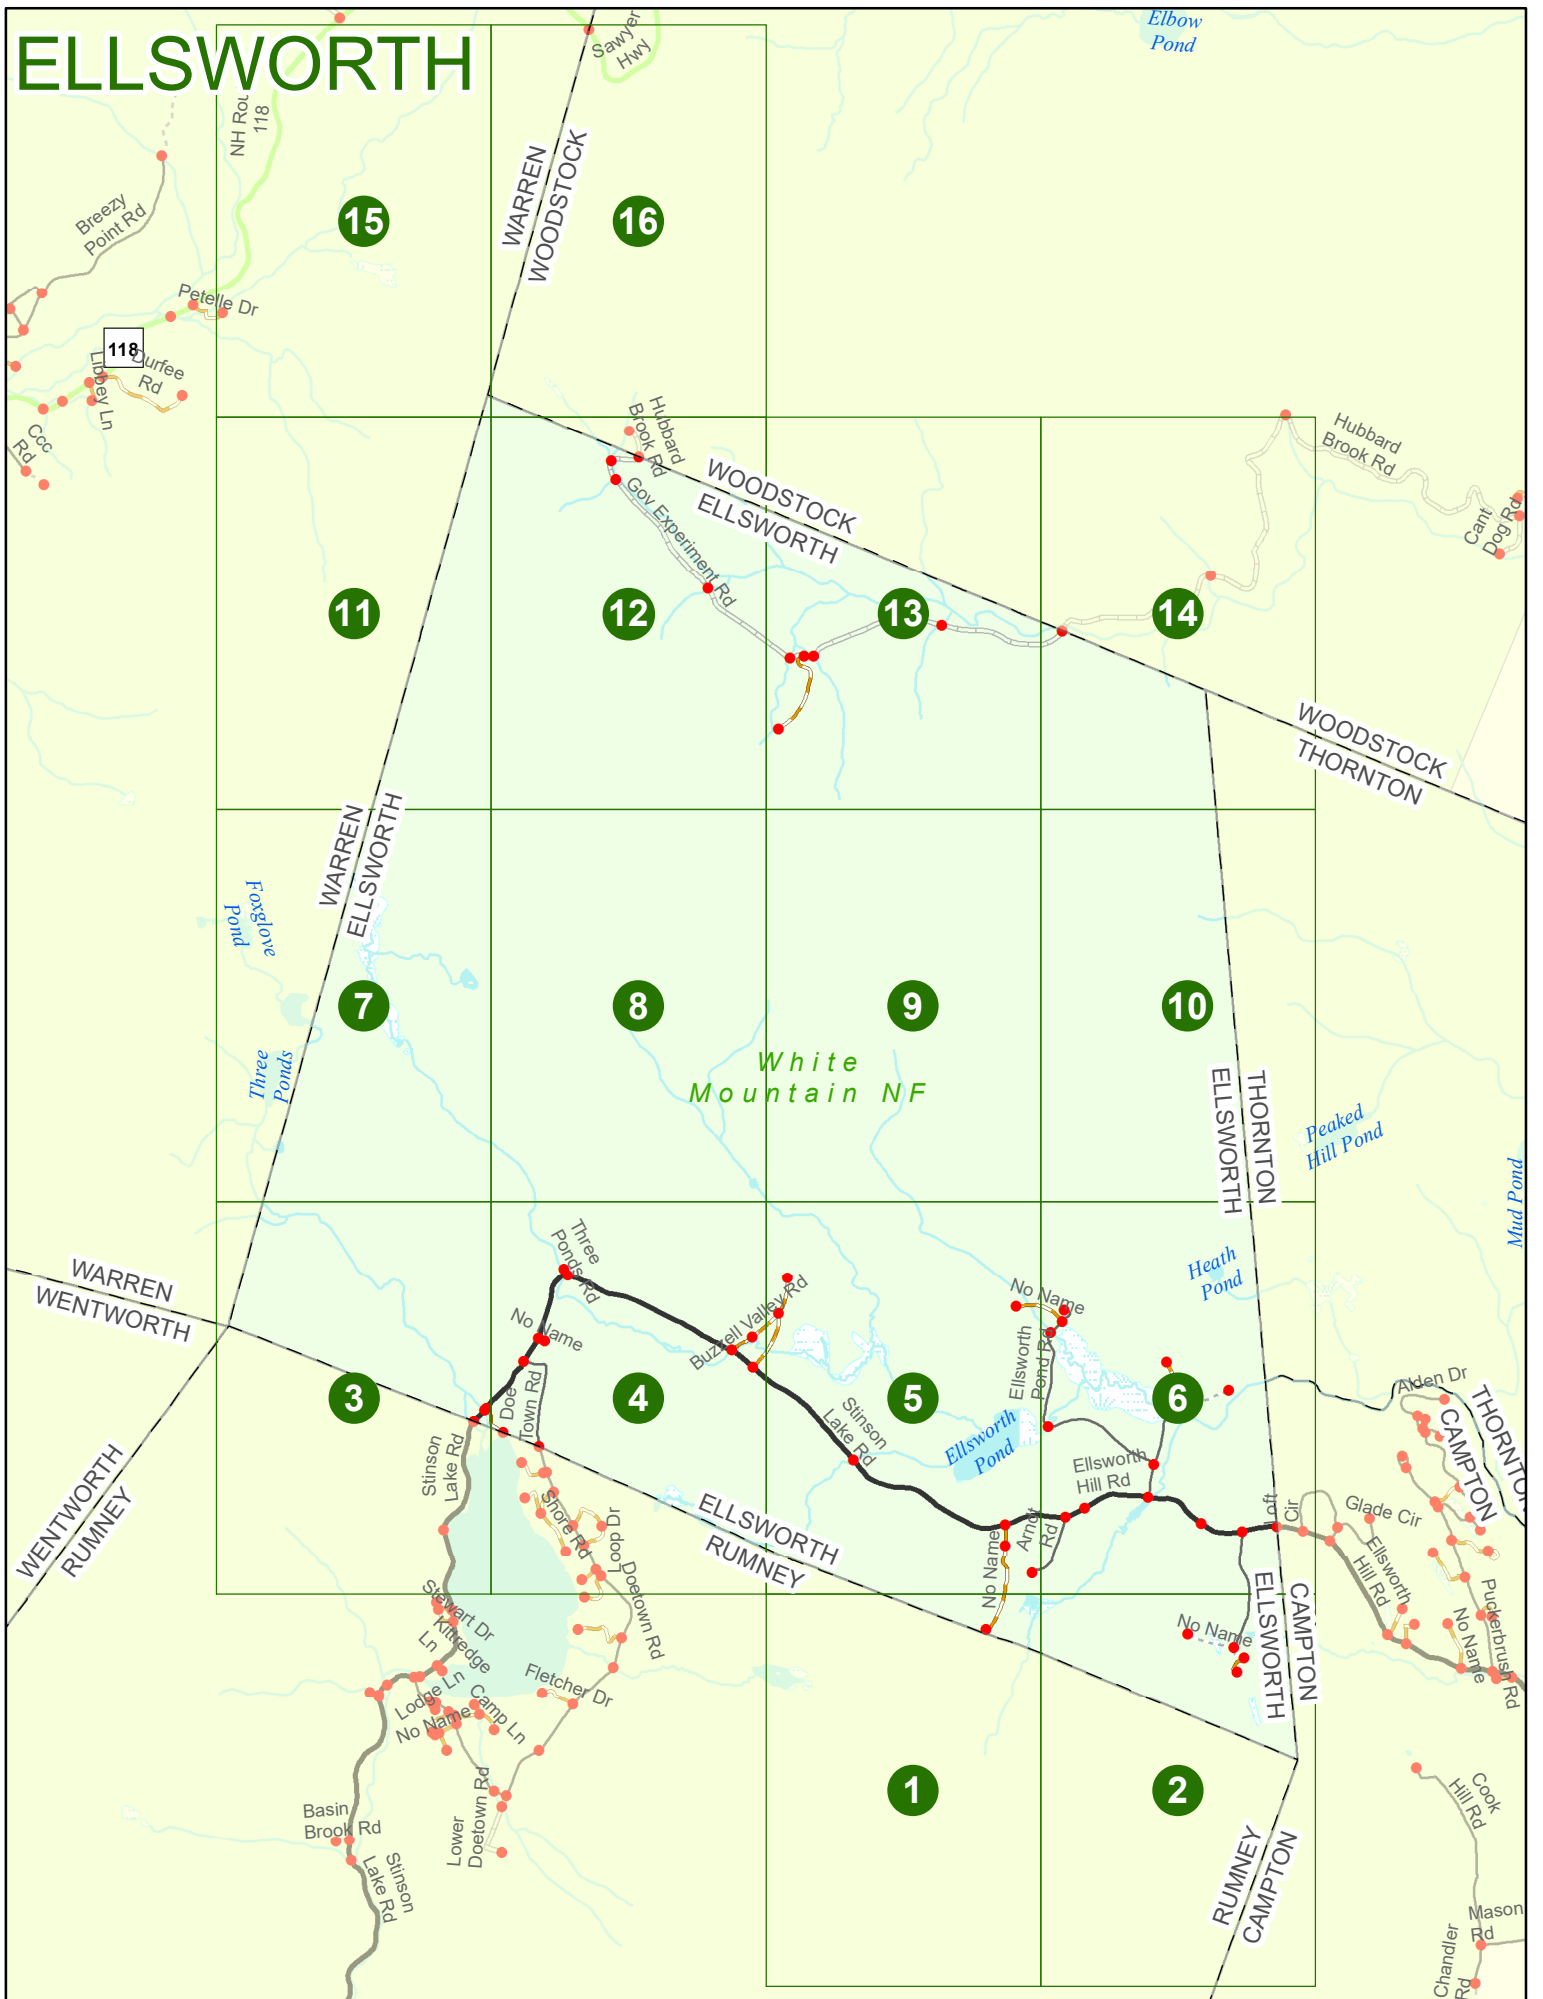 ELLSWORTH
Elbow
Pond
Sawyer
Hwy
118
WARREN
WOODSTOCK
15
16
Breezy
Point Rd
Petelle Dr
118
Durfee
Rd
Libbey Ln
Ccc
Rd
Hubbard
Brook Rd
Gov Experiment Rd
WOODSTOCK
ELLSWORTH
Hubbard
Brook Rd
Cant
Dog Rd
11
12
13
14
WOODSTOCK
THORNTON
WARREN
ELLSWORTH
Foxglove
Pond
Three
Ponds
7
8
9
10
White
Mountain NF
THORNTON
ELLSWORTH
Peaked
Hill Pond
Mud Pond
Heath
Pond
WARREN
WENTWORTH
Three
Ponds Rd
No Name
Buzzell Valley Rd
No Name
Ellsworth
Pond Rd
3
4
5
6
Doe
Town Rd
Stinson
Lake Rd
Stinson
Lake Rd
Ellsworth
Pond
Ellsworth
Hill Rd
Alden Dr
THORNTON
CAMPTON
WENTWORTH
RUMNEY
ELLSWORTH
RUMNEY
Shore Rd
Loop Dr
Doetown Rd
No Name
Arnott
Rd
Loft
Cir
Glade Cir
Ellsworth
Hill Rd
Puckerbrush Rd
No Name
CAMPTON
ELLSWORTH
No Name
Stewart Dr
Kittredge
Ln
Lodge Ln
No Name
Camp Ln
Fletcher Dr
1
2
Basin
Brook Rd
Lower
Doetown Rd
Stinson
Lake Rd
RUMNEY
CAMPTON
Cook
Hill Rd
Mason
Rd
Chandler
Rd